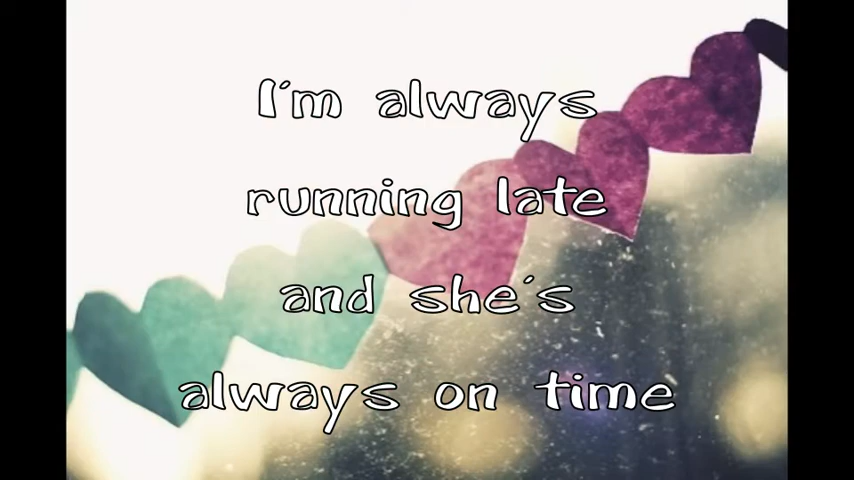 I'm always
running late
and she's
always on time